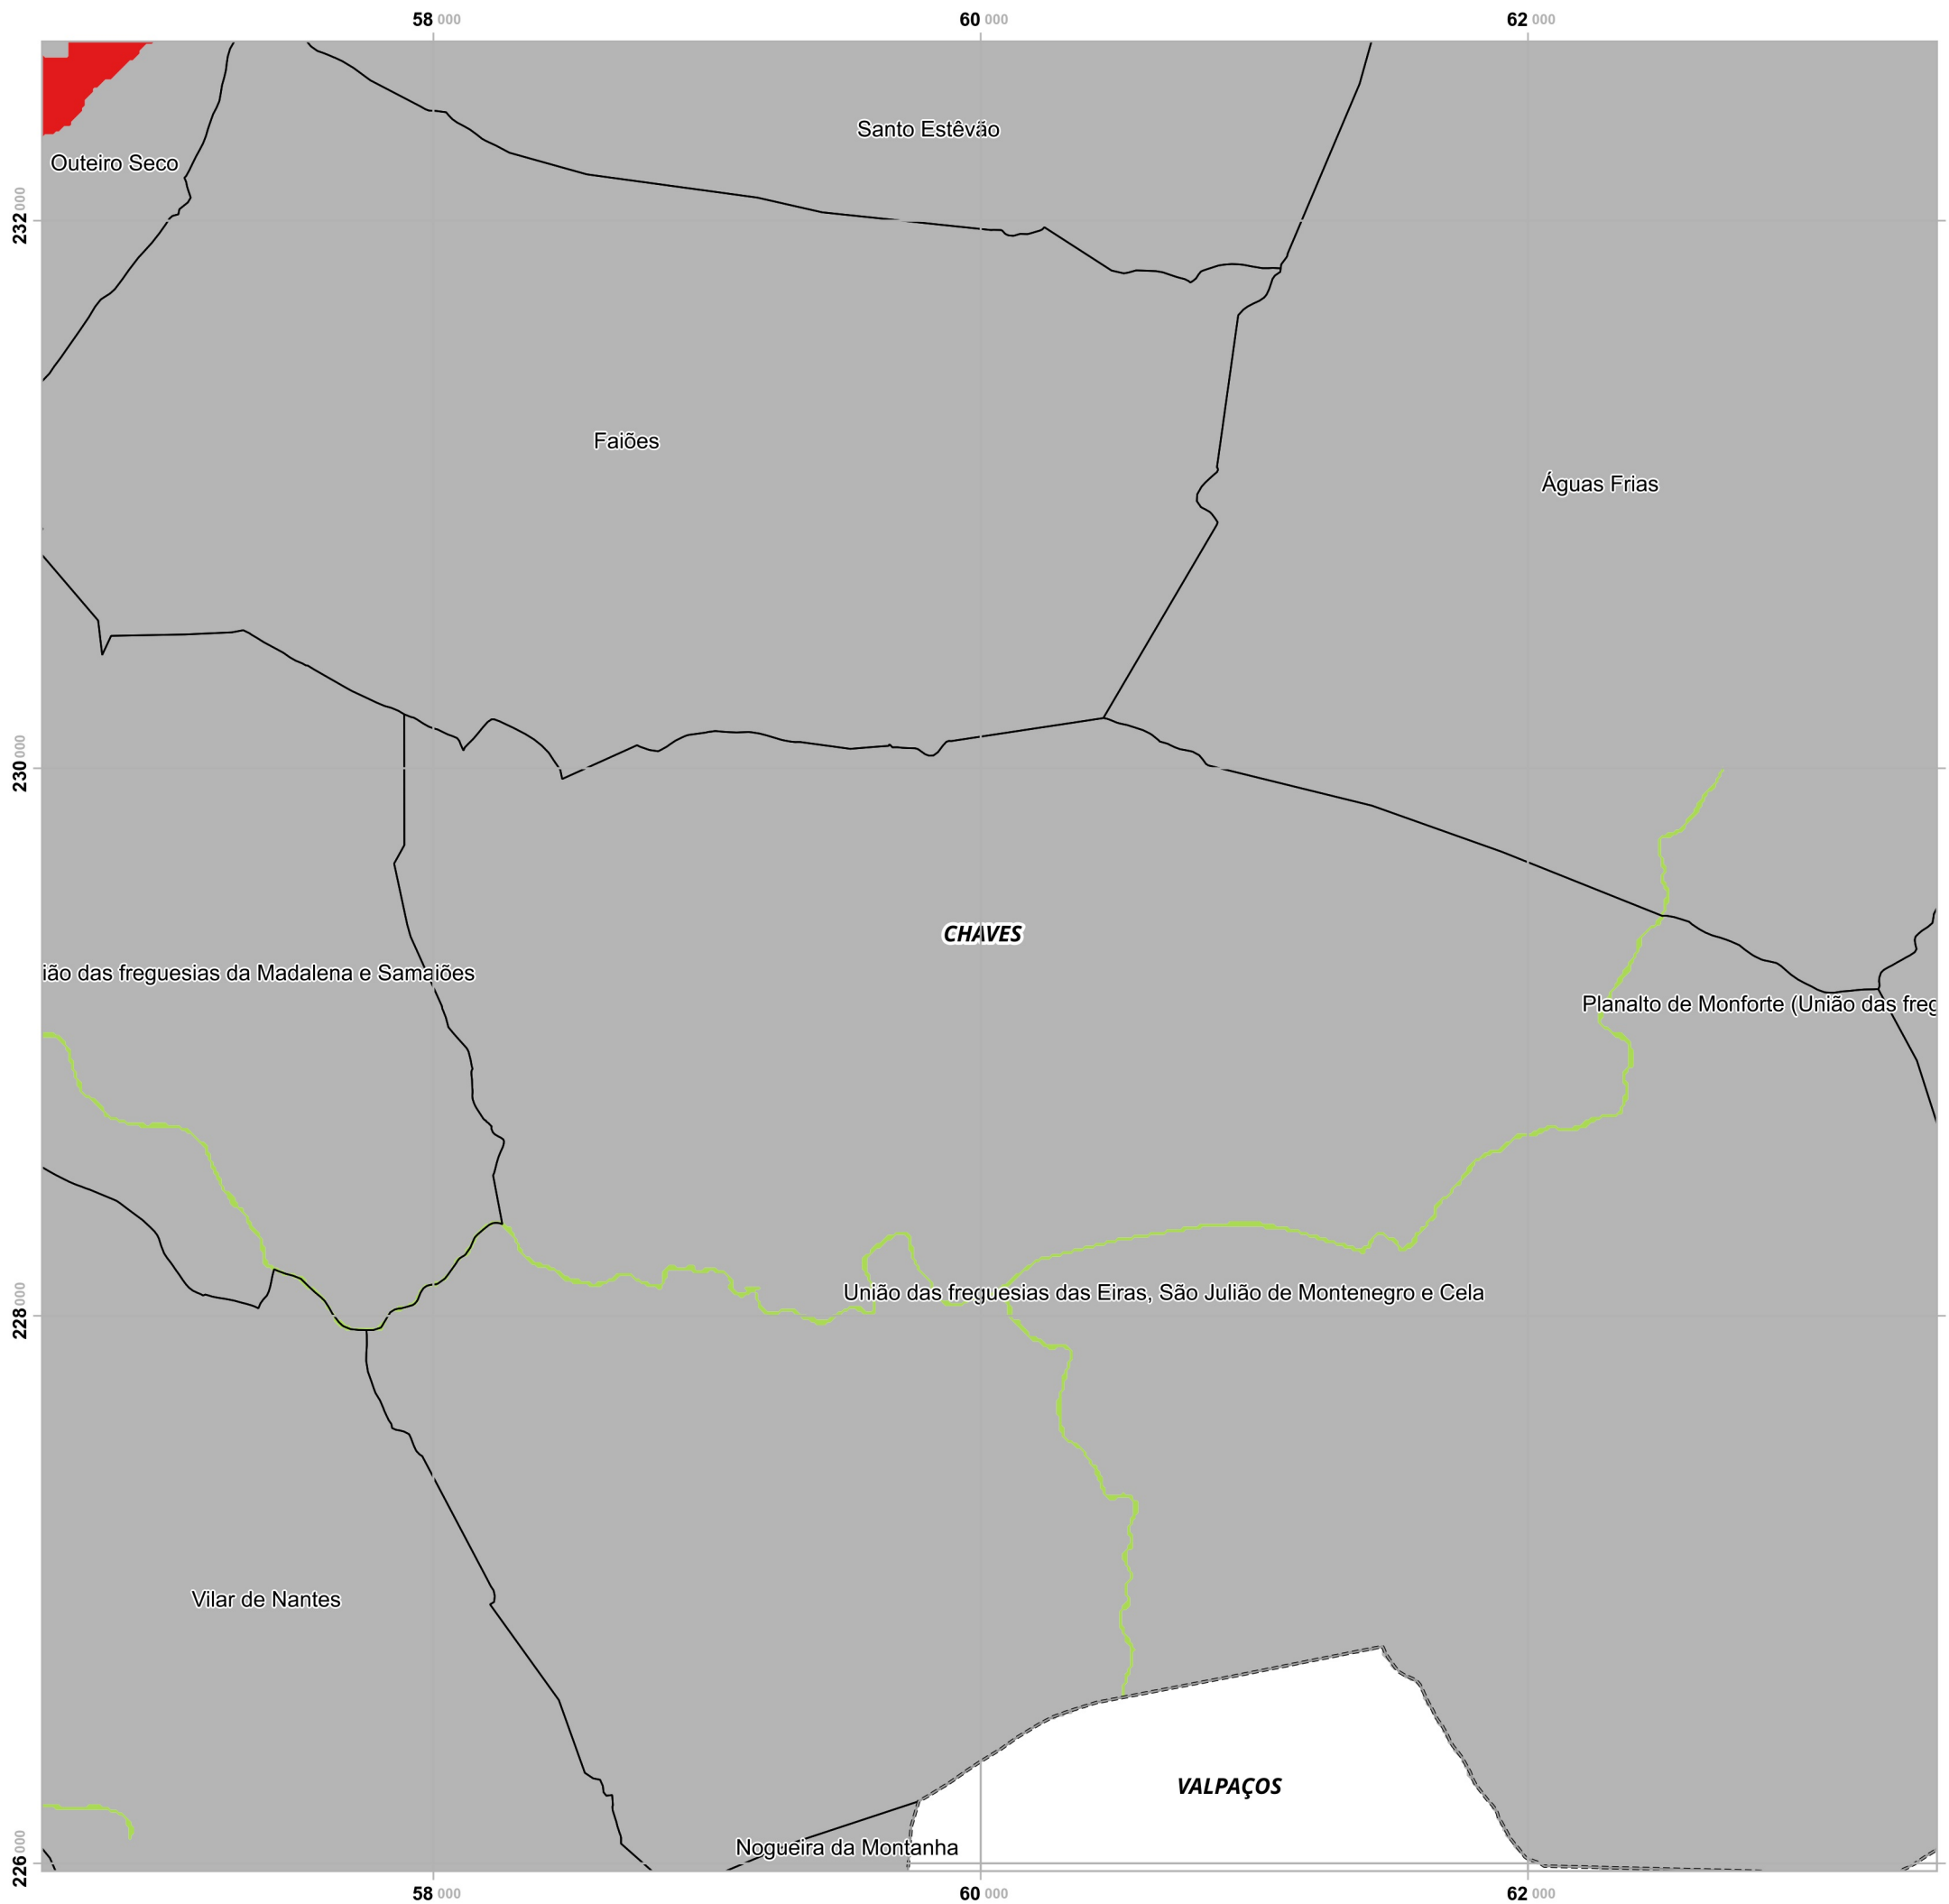 58 000
60 000
62 000
Santo Estêvão
Outeiro Seco
232 000
Faiões
Águas Frias
230 000
CHAVES
ião das freguesias da Madalena e Samaiões
Planalto de Monforte (União das freg
União das freguesias das Eiras, São Julião de Montenegro e Cela
228 000
Vilar de Nantes
VALPAÇOS
Nogueira da Montanha
226 000
58 000
60 000
62 000